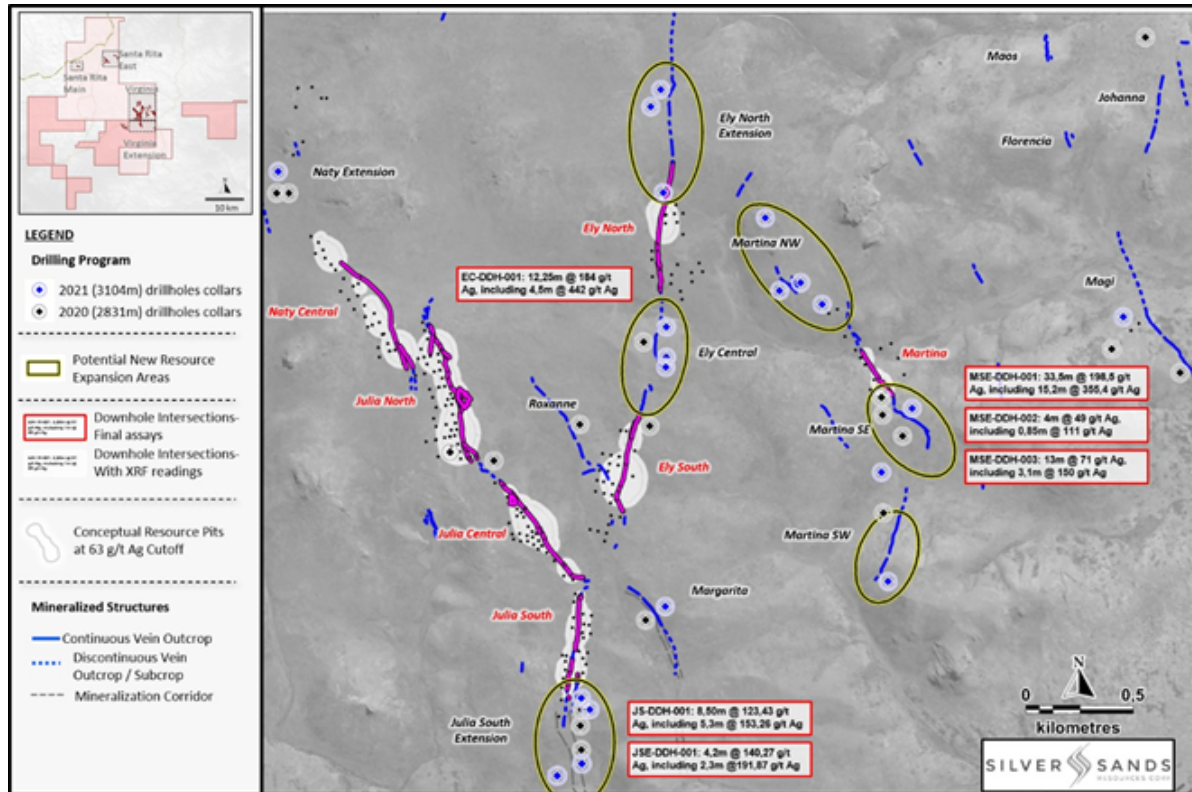 Santa Rita
East
Santa Rita
Main
Virginia
Virginia
Extension
N
10 km
LEGEND
Drilling Program
2021 (3104m) drillholes collars
2020 (2831m) drillholes collars
Potential New Resource
Expansion Areas
Downhole Intersections-
Final assays
Downhole Intersections-
With XRF readings
Conceptual Resource Pits
at 63 g/t Ag Cutoff
Mineralized Structures
Continuous Vein Outcrop
Discontinuous Vein
Outcrop / Subcrop
Mineralization Corridor
Maos
Johanna
Ely North
Extension
Florencia
Naty Extension
Ely North
Martina NW
EC-DDH-001: 12,25m @ 184 g/t
Ag, including 4,5m @ 442 g/t Ag
Magi
Naty Central
Ely Central
Martina
MSE-DDH-001: 33,5m @ 198,5 g/t
Ag, including 15,2m @ 355,4 g/t Ag
Julia North
Roxanne
MSE-DDH-002: 4m @ 49 g/t Ag,
including 0,85m @ 111 g/t Ag
Martina SE
MSE-DDH-003: 13m @ 71 g/t Ag,
including 3,1m @ 150 g/t Ag
Ely South
Julia Central
Martina SW
Margarita
Julia South
N
0 0,5
kilometres
Julia South
Extension
JS-DDH-001: 8,50m @ 123,43 g/t
Ag, including 5,3m @ 153,26 g/t Ag
JSE-DDH-001: 4,2m @ 140,27 g/t
Ag, including 2,3m @191,87 g/t Ag
SILVER SANDS
RESOURCES CORP